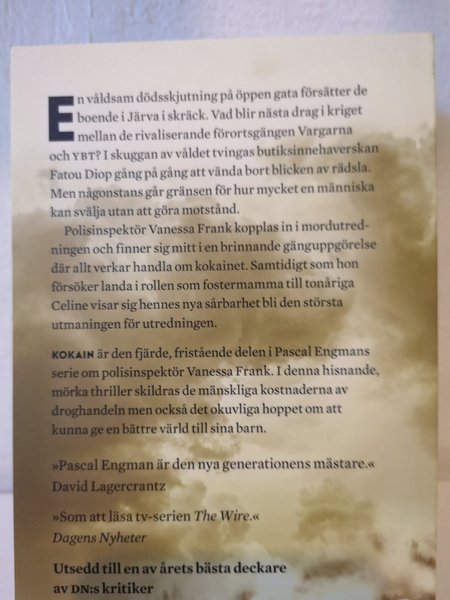 En våldsam dödsskjutning på öppen gata försätter de
boende i Järva i skräck. Vad blir nästa drag i kriget
mellan de rivaliserande förortsgängen Vargarna
och YBT? I skuggan av våldet tvingas butiksinnehaverskan
Fatou Diop gång på gång att vända bort blicken av rädsla.
Men någonstans går gränsen för hur mycket en människa
kan svälja utan att göra motstånd.
Polisinspektör Vanessa Frank kopplas in i mordutred-
ningen och finner sig mitt i en brinnande gänguppgörelse
där allt verkar handla om kokainet. Samtidigt som hon
försöker landa i rollen som fostermamma till tonåriga
Celine visar sig hennes nya sårbarhet bli den största
utmaningen för utredningen.
KOKAIN är den fjärde, fristående delen i Pascal Engmans
serie om polisinspektör Vanessa Frank. I denna hisnande,
mörka thriller skildras de mänskliga kostnaderna av
droghandeln men också det okuvliga hoppet om att
kunna ge en bättre värld till sina barn.
»Pascal Engman är den nya generationens mästare.«
David Lagercrantz
»Som att läsa tv-serien The Wire.«
Dagens Nyheter
Utsedd till en av årets bästa deckare
av DN:s kritiker